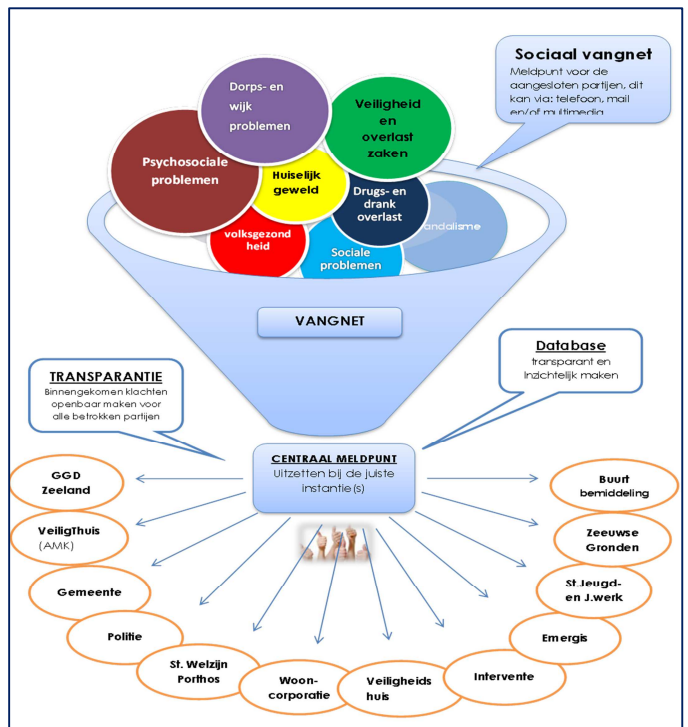 Sociaal vangnet
Meldpunt voor de
aangesloten partijen, dit
kan via: telefoon, mail
en/of multimedia
Dorps- en
wijk
problemen
Veiligheid
en
overlast
zaken
Psychosociale
problemen
Huiselijk
geweld
Drugs- en
drank
overlast
volksgezond
heid
Sociale
problemen
andalisme
VANGNET
TRANSPARANTIE
Binnengekomen klachten
openbaar maken voor
alle betrokken partijen
Database
transparant en
Inzichtelijk maken
CENTRAAL MELDPUNT
Uitzetten bij de juiste
instantie(s)
GGD
Zeeland
VeiligThuis
(AMK)
Gemeente
Politie
St. Welzijn
Porthos
Woon-
corporatie
Veiligheids
huis
Intervente
Emergis
St.Jeugd-
en J.werk
Zeeuwse
Gronden
Buurt
bemiddeling